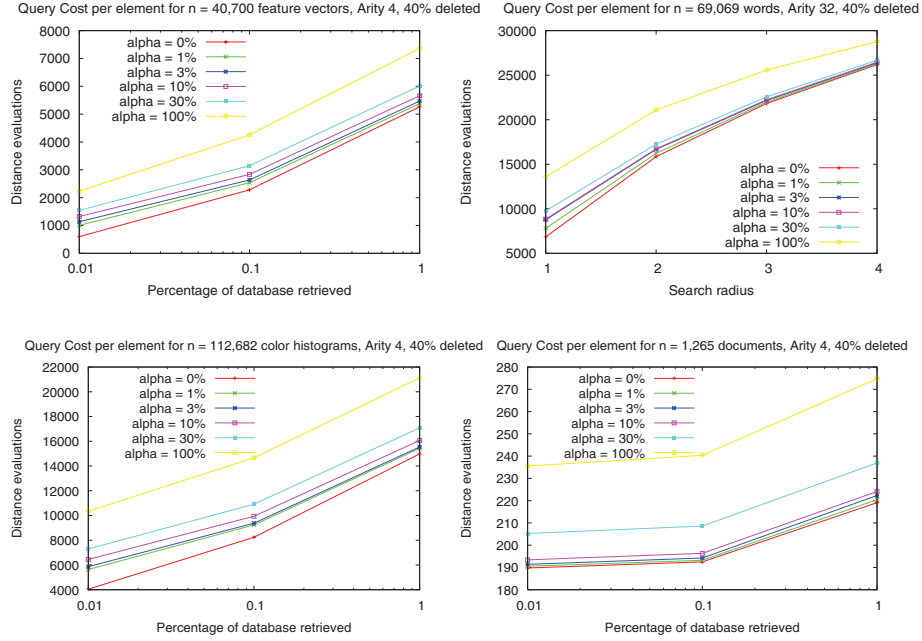 Query Cost per element for n = 40,700 feature vectors, Arity 4, 40% deleted
8000
7000
6000
5000
4000
3000
2000
1000
0
Distance evaluations
alpha = 0%
alpha = 1%
alpha = 3%
alpha = 10%
alpha = 30%
alpha = 100%
0.01
0.1
1
Percentage of database retrieved
Query Cost per element for n = 69,069 words, Arity 32, 40% deleted
30000
25000
20000
15000
10000
5000
Distance evaluations
alpha = 0%
alpha = 1%
alpha = 3%
alpha = 10%
alpha = 30%
alpha = 100%
1
2
3
4
Search radius
Query Cost per element for n = 112,682 color histograms, Arity 4, 40% deleted
22000
20000
18000
16000
14000
12000
10000
8000
6000
4000
Distance evaluations
alpha = 0%
alpha = 1%
alpha = 3%
alpha = 10%
alpha = 30%
alpha = 100%
0.01
0.1
1
Percentage of database retrieved
Query Cost per element for n = 1,265 documents, Arity 4, 40% deleted
280
270
260
250
240
230
220
210
200
190
180
Distance evaluations
alpha = 0%
alpha = 1%
alpha = 3%
alpha = 10%
alpha = 30%
alpha = 100%
0.01
0.1
1
Percentage of database retrieved